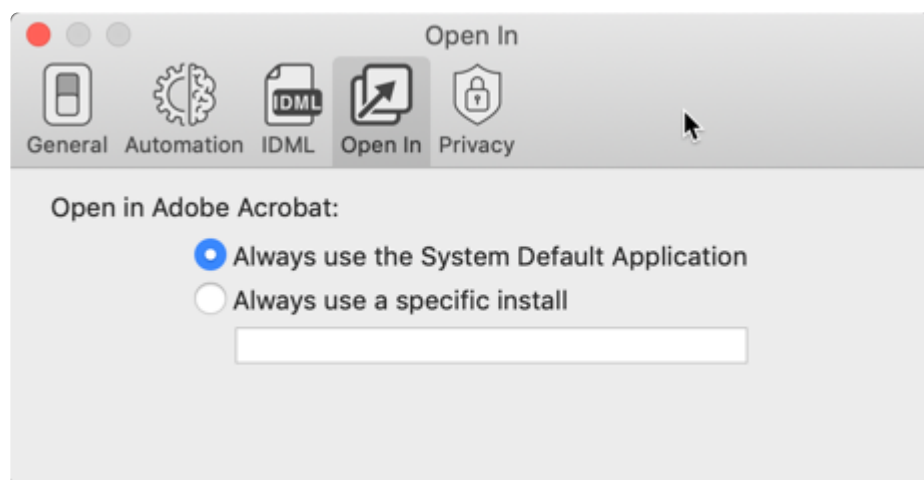 Open In
General Automation IDML Open In Privacy
IDML
Open in Adobe Acrobat:
Always use the System Default Application
Always use a specific install